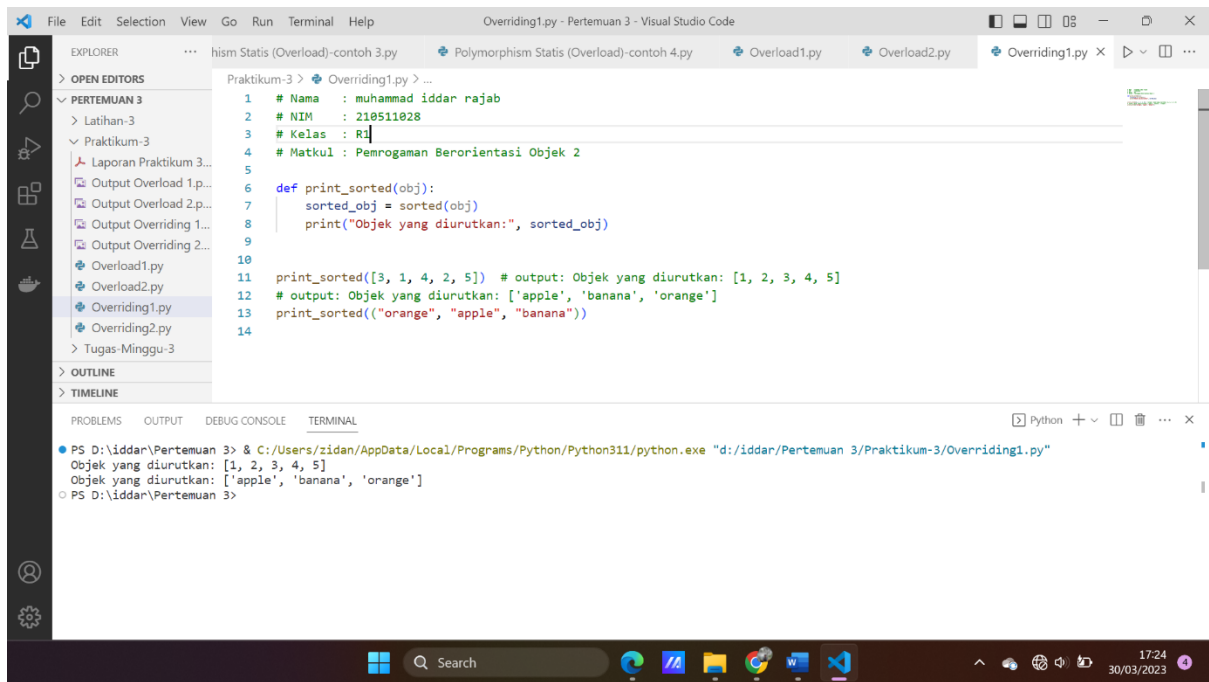 File Edit Selection View Go Run Terminal Help
Overriding1.py - Pertemuan 3 - Visual Studio Code
EXPLORER
hism Statis (Overload)-contoh 3.py
Polymorphism Statis (Overload)-contoh 4.py
Overload1.py
Overload2.py
Overriding1.py
OPEN EDITORS
PERTEMUAN 3
Latihan-3
Praktikum-3
Laporan Praktikum 3...
Output Overload 1.p...
Output Overload 2.p...
Output Overriding 1...
Output Overriding 2...
Overload1.py
Overload2.py
Overriding1.py
Overriding2.py
Tugas-Minggu-3
OUTLINE
TIMELINE
Praktikum-3 > Overriding1.py > ...
1 # Nama : muhammad iddar rajab
2 # NIM : 210511028
3 # Kelas : R1
4 # Matkul : Pemrogaman Berorientasi Objek 2
5
6 def print_sorted(obj):
7 sorted_obj = sorted(obj)
8 print("Objek yang diurutkan:", sorted_obj)
9
10
11 print_sorted([3, 1, 4, 2, 5]) # output: Objek yang diurutkan: [1, 2, 3, 4, 5]
12 # output: Objek yang diurutkan: ['apple', 'banana', 'orange']
13 print_sorted(("orange", "apple", "banana"))
14
PROBLEMS OUTPUT DEBUG CONSOLE TERMINAL
Python
PS D:\iddar\Pertemuan 3> & C:/Users/zidan/AppData/Local/Programs/Python/Python311/python.exe "d:/iddar/Pertemuan 3/Praktikum-3/Overriding1.py"
Objek yang diurutkan: [1, 2, 3, 4, 5]
Objek yang diurutkan: ['apple', 'banana', 'orange']
PS D:\iddar\Pertemuan 3>
Search
17:24
30/03/2023
4